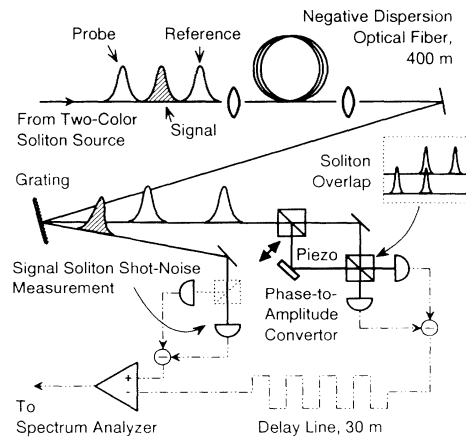 Negative Dispersion
Optical Fiber,
400 m
Probe
Reference
From Two-Color
Soliton Source
Signal
Soliton
Overlap
Grating
Piezo
Signal Soliton Shot-Noise
Measurement
Phase-to-
Amplitude
Convertor
−
−
+
-
To
Spectrum Analyzer
Delay Line, 30 m